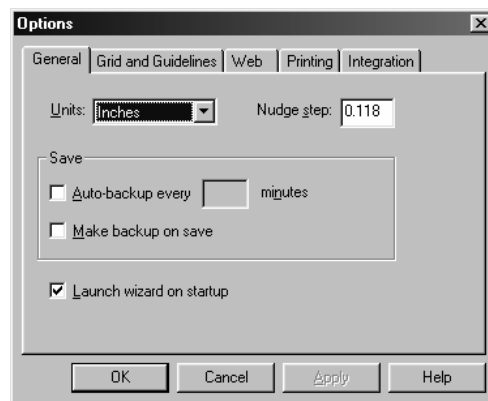 Options
General Grid and Guidelines Web Printing Integration
Units: Inches Nudge step: 0.118
Save
Auto-backup every minutes
Make backup on save
Launch wizard on startup
OK Cancel Apply Help